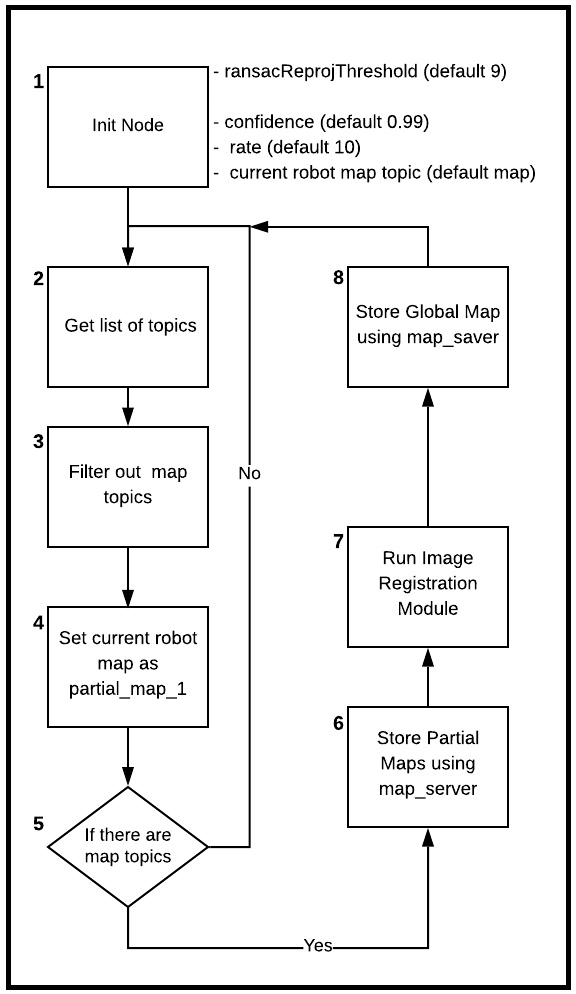 1
Init Node
- ransacReprojThreshold (default 9)
- confidence (default 0.99)
- rate (default 10)
- current robot map topic (default map)
2
Get list of topics
3
Filter out map
topics
4
Set current robot
map as
partial_map_1
5
If there are
map topics
No
Yes
6
Store Partial
Maps using
map_server
7
Run Image
Registration
Module
8
Store Global Map
using map_saver